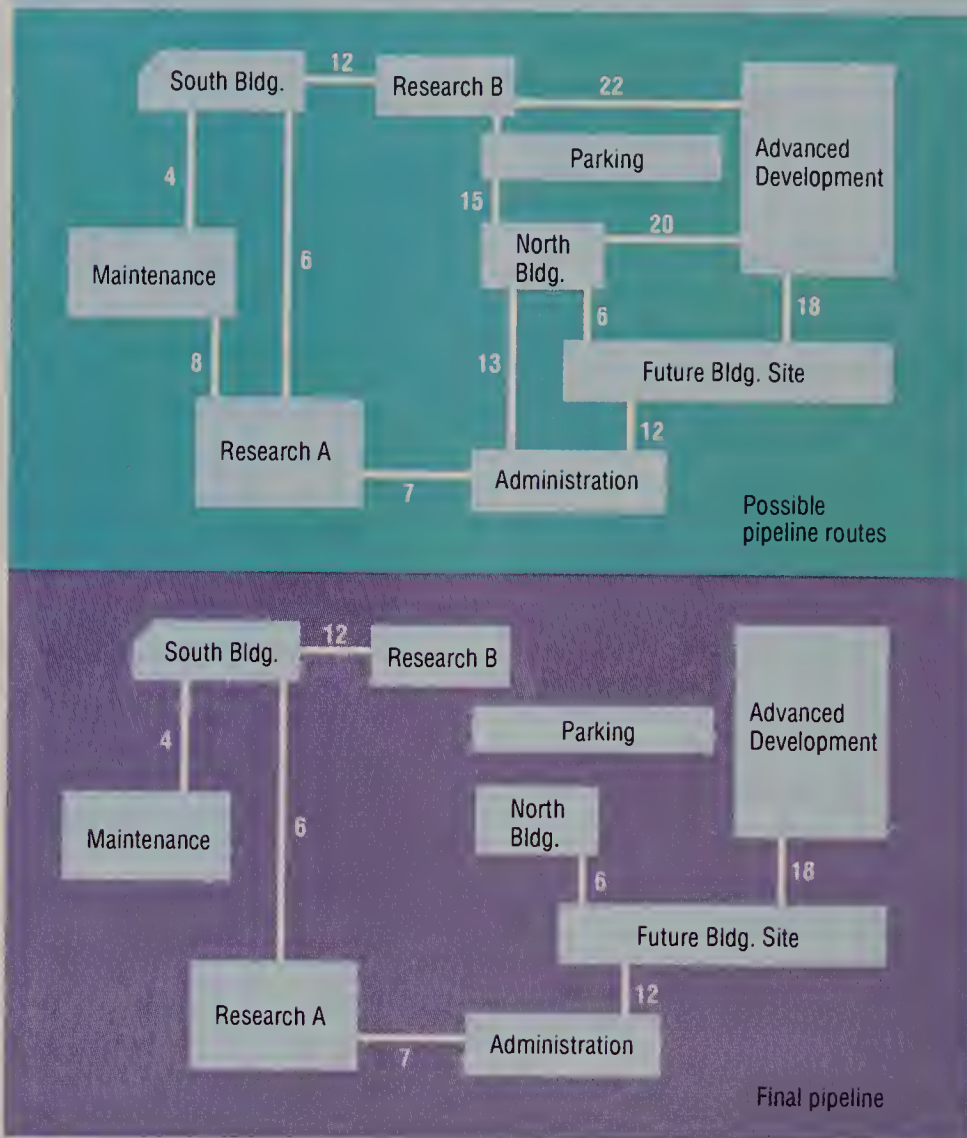 12
South Bldg.
Research B
22
Parking
Advanced
Development
4
15
20
North
Bldg.
6
Maintenance
6
18
8
13
Future Bldg. Site
12
Research A
Administration
7
Possible
pipeline routes
12
South Bldg.
Research B
Parking
Advanced
Development
4
North
Bldg.
6
Maintenance
6
18
Future Bldg. Site
12
Research A
Administration
7
Final pipeline